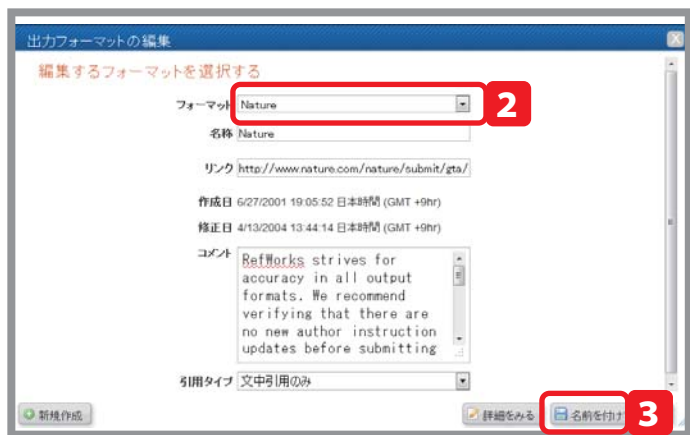 出力フォーマットの編集
編集するフォーマットを選択する
フォーマット Nature
2
名称 Nature
リンク http://www.nature.com/nature/submit/gta/
作成日 6/27/2001 19:05:52 日本時間 (GMT +9hr)
修正日 4/13/2004 13:44:14 日本時間 (GMT +9hr)
コメント RefWorks strives for
accuracy in all output
formats. We recommend
verifying that there are
no new author instruction
updates before submitting
引用タイプ 文中引用のみ
新規作成 詳細をみる 名前を付け
3